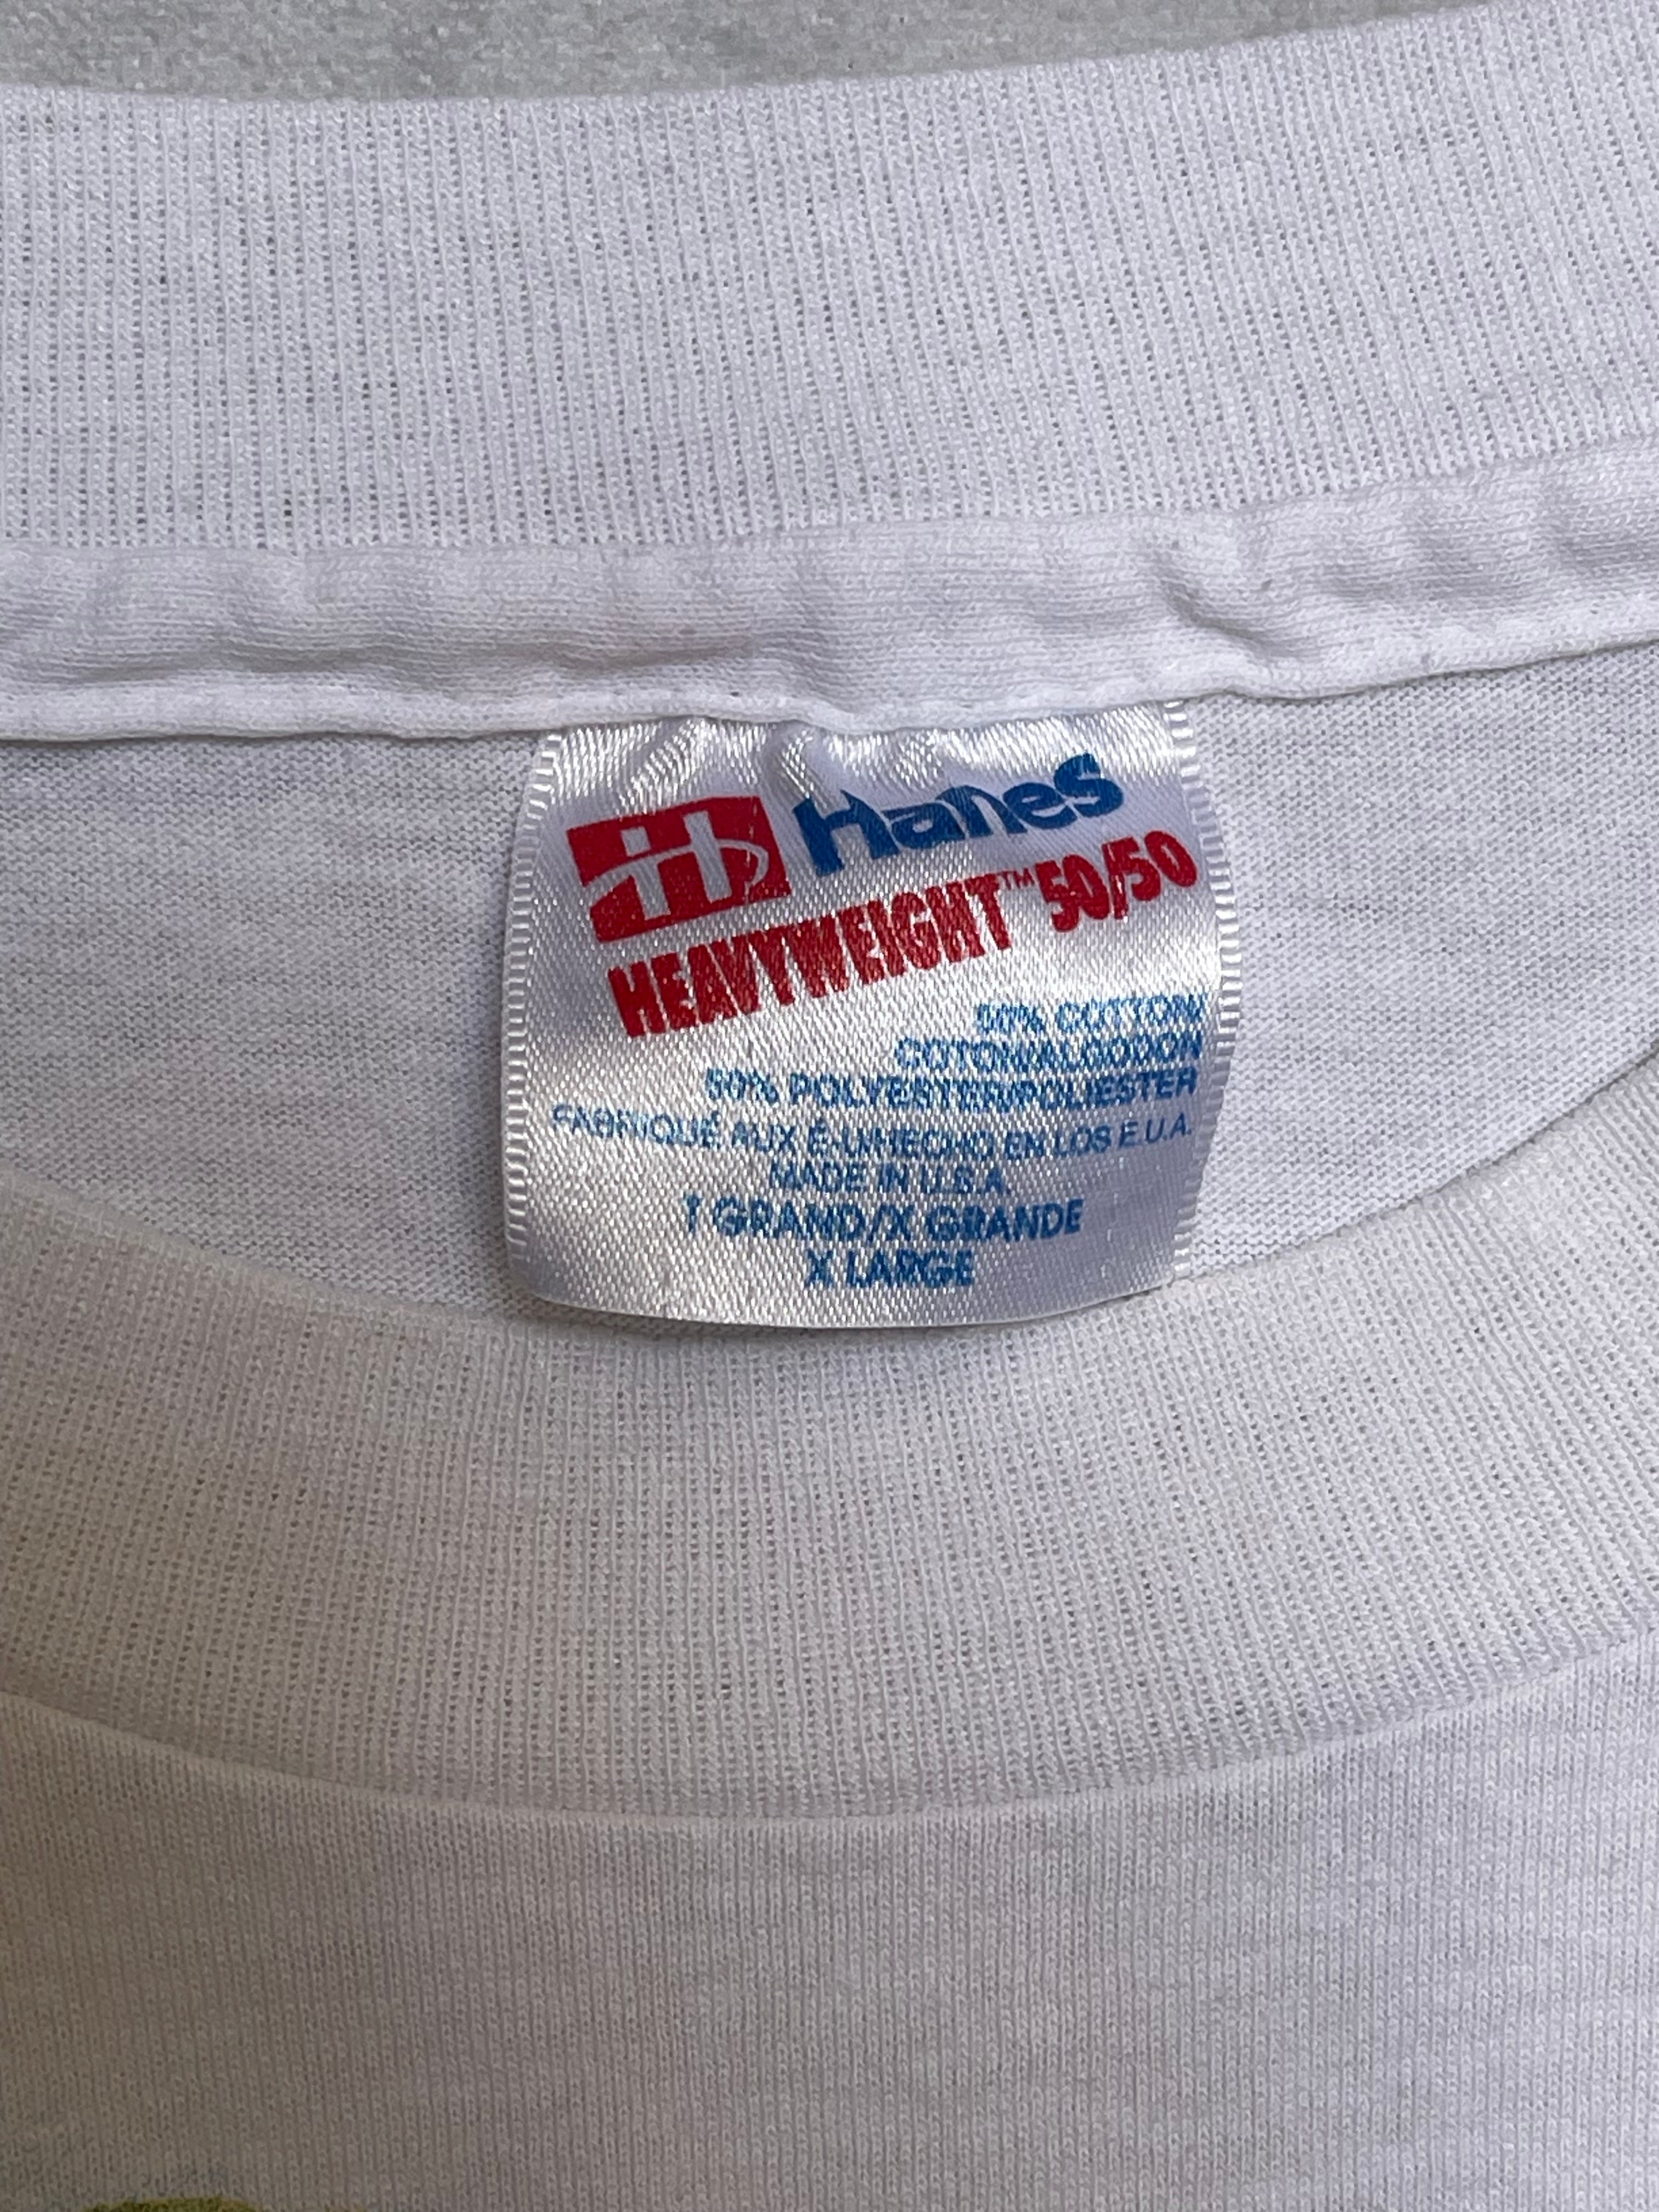 H Hanes
HEAVYWEIGHT™ 50/50
50% COTTON/
COTON/ALGODON
50% POLYESTER/POLIESTER
FABRIQUÉ AUX É-U/HECHO EN LOS E.U.A.
MADE IN U.S.A.
T GRAND/X GRANDE
X LARGE